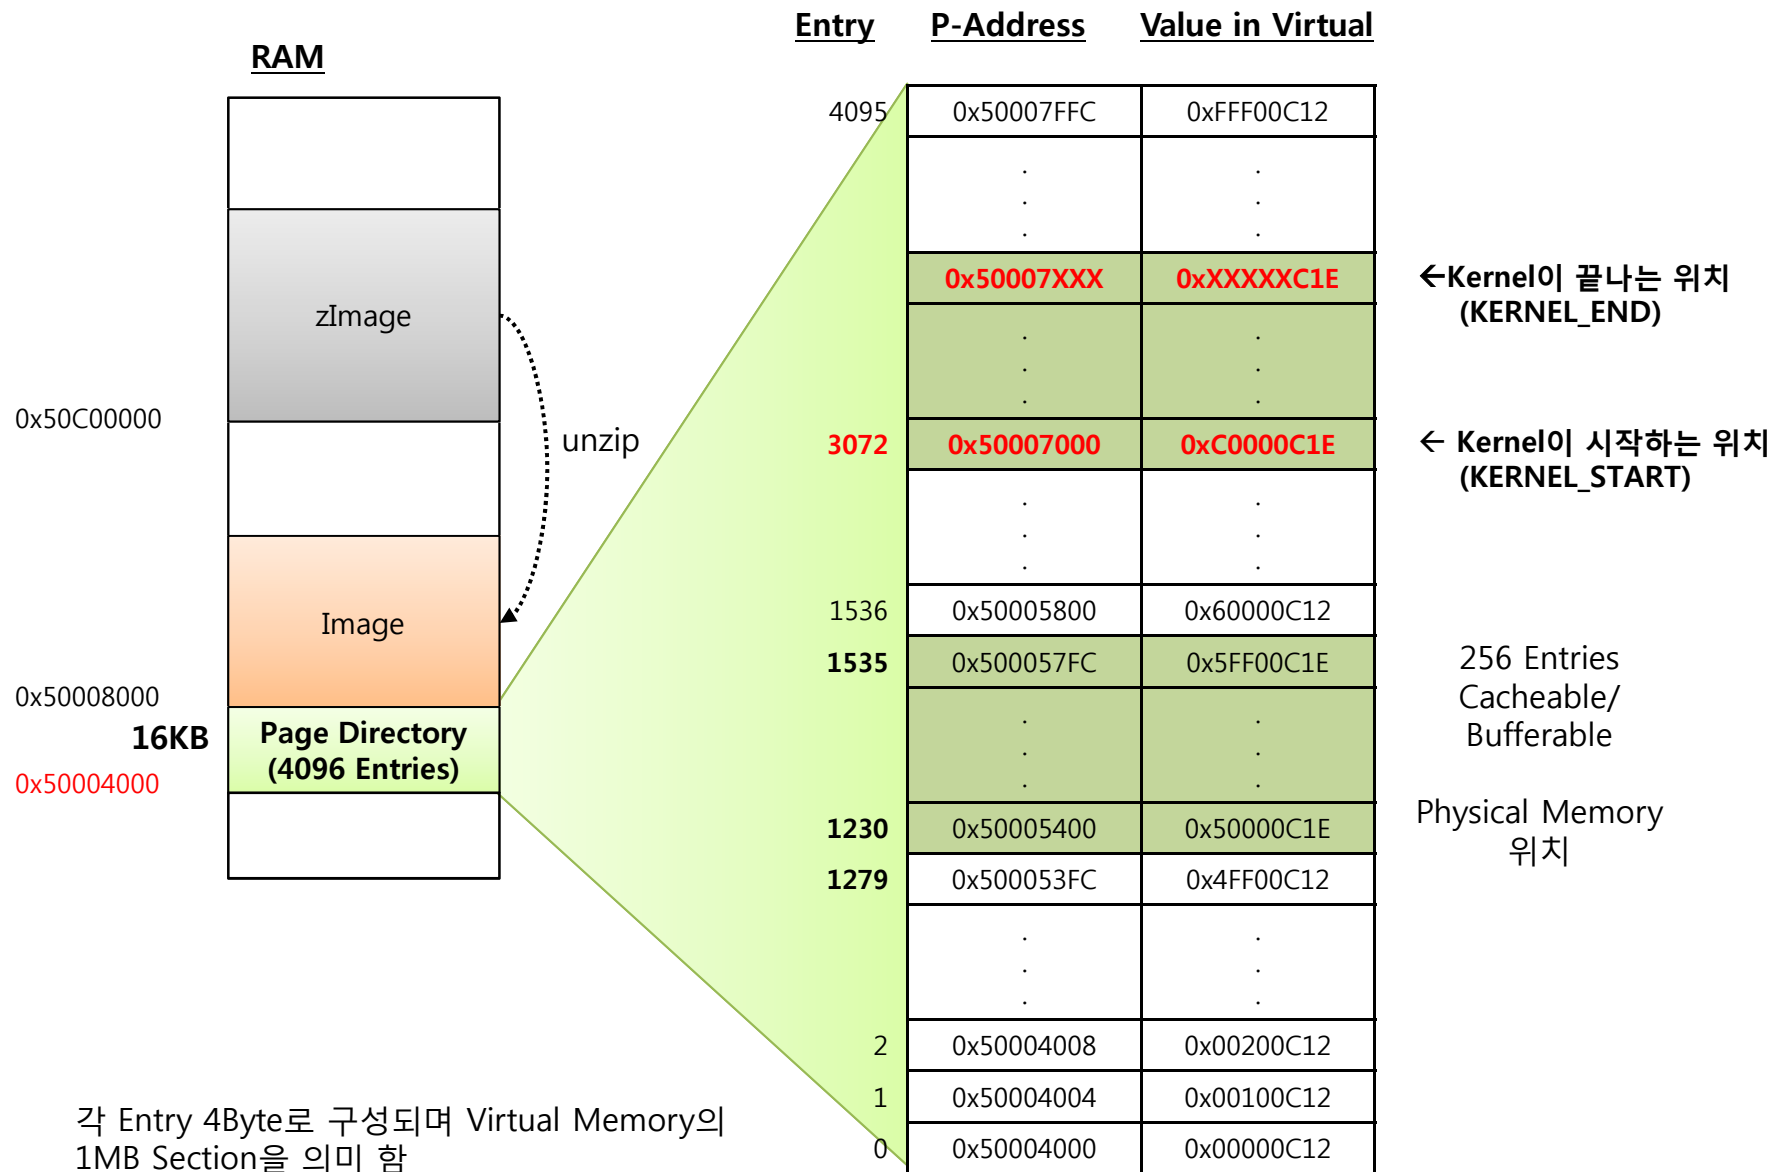 RAM
zImage
0x50C00000
unzip
Image
0x50008000
16KB
Page Directory
(4096 Entries)
0x50004000
각 Entry 4Byte로 구성되며 Virtual Memory의
1MB Section을 의미 함
Entry P-Address Value in Virtual
4095 0x50007FFC 0xFFF00C12
. .
. .
. .
0x50007XXX 0xXXXXXC1E ←Kernel이 끝나는 위치
(KERNEL_END)
. .
. .
. .
3072 0x50007000 0xC0000C1E ← Kernel이 시작하는 위치
(KERNEL_START)
. .
. .
. .
1536 0x50005800 0x60000C12
1535 0x500057FC 0x5FF00C1E
. .
. .
. .
1230 0x50005400 0x50000C1E
1279 0x500053FC 0x4FF00C12
. .
. .
. .
2 0x50004008 0x00200C12
1 0x50004004 0x00100C12
0 0x50004000 0x00000C12
256 Entries
Cacheable/
Bufferable
Physical Memory
위치